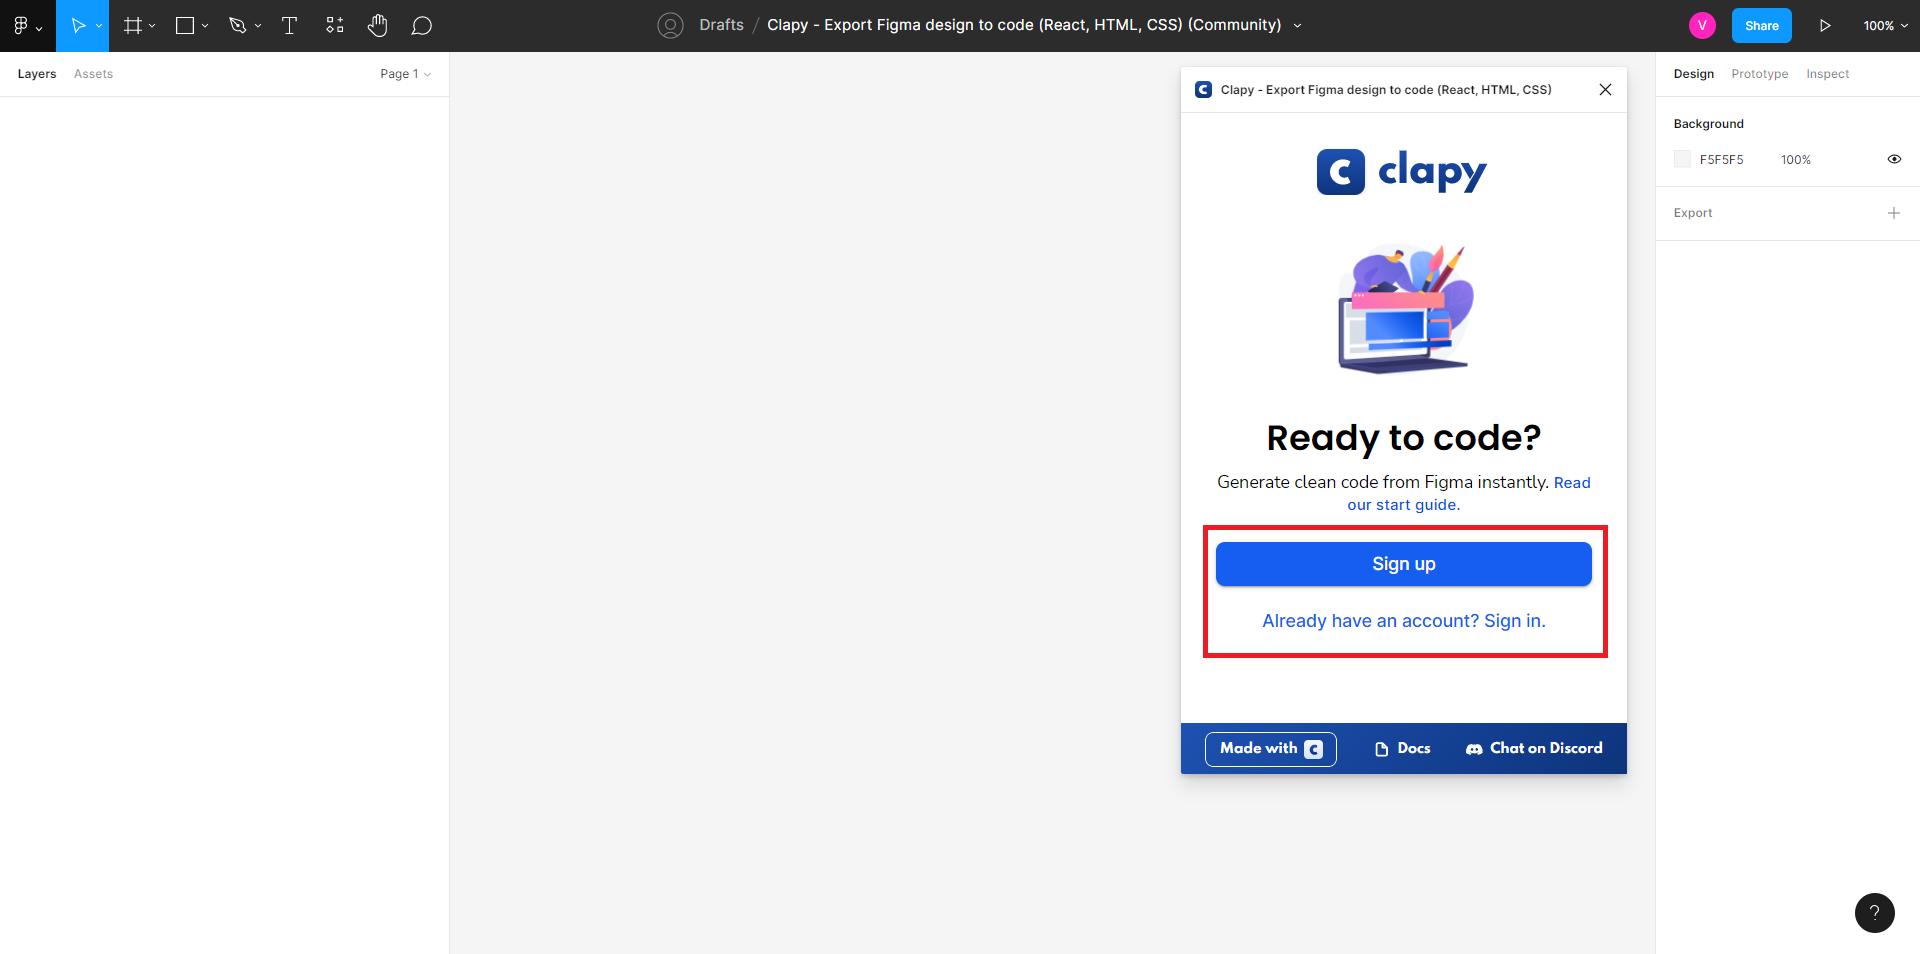 Drafts / Clapy - Export Figma design to code (React, HTML, CSS) (Community)
V
Share
100%
Layers Assets Page 1
C Clapy - Export Figma design to code (React, HTML, CSS)
C clapy
Ready to code?
Generate clean code from Figma instantly. Read
our start guide.
Sign up
Already have an account? Sign in.
Made with C
Docs
Chat on Discord
Design Prototype Inspect
Background
F5F5F5 100%
Export
?